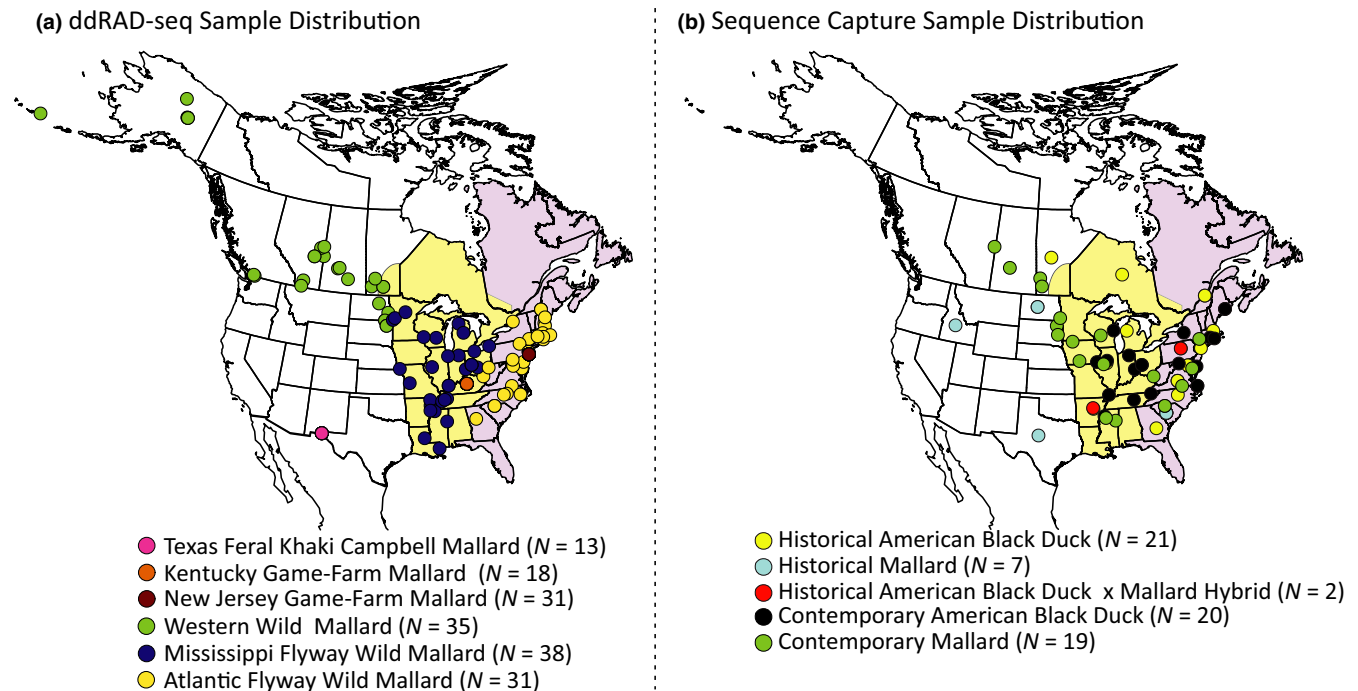 (a) ddRAD-seq Sample Distribution
Texas Feral Khaki Campbell Mallard (N = 13)
Kentucky Game-Farm Mallard (N = 18)
New Jersey Game-Farm Mallard (N = 31)
Western Wild Mallard (N = 35)
Mississippi Flyway Wild Mallard (N = 38)
Atlantic Flyway Wild Mallard (N = 31)
(b) Sequence Capture Sample Distribution
Historical American Black Duck (N = 21)
Historical Mallard (N = 7)
Historical American Black Duck x Mallard Hybrid (N = 2)
Contemporary American Black Duck (N = 20)
Contemporary Mallard (N = 19)